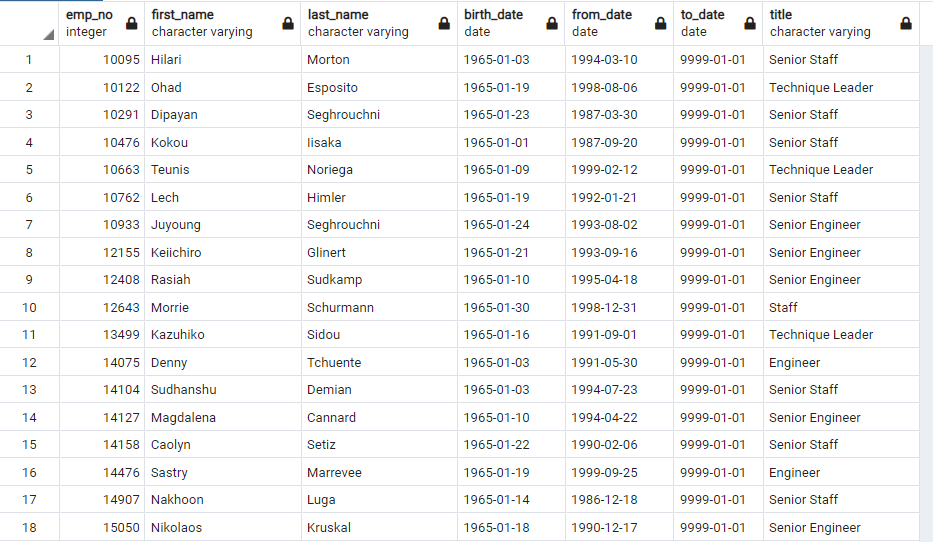 emp_no first_name last_name birth_date from_date to_date title
integer character varying character varying date date date character varying
1 10095 Hilari Morton 1965-01-03 1994-03-10 9999-01-01 Senior Staff
2 10122 Ohad Esposito 1965-01-19 1998-08-06 9999-01-01 Technique Leader
3 10291 Dipayan Seghrouchni 1965-01-23 1987-03-30 9999-01-01 Senior Staff
4 10476 Kokou Iisaka 1965-01-01 1987-09-20 9999-01-01 Senior Staff
5 10663 Teunis Noriega 1965-01-09 1999-02-12 9999-01-01 Technique Leader
6 10762 Lech Himler 1965-01-19 1992-01-21 9999-01-01 Senior Staff
7 10933 Juyoung Seghrouchni 1965-01-24 1993-08-02 9999-01-01 Senior Engineer
8 12155 Keiichiro Glinert 1965-01-21 1993-09-16 9999-01-01 Senior Engineer
9 12408 Rasiah Sudkamp 1965-01-10 1995-04-18 9999-01-01 Senior Engineer
10 12643 Morrie Schurmann 1965-01-30 1998-12-31 9999-01-01 Staff
11 13499 Kazuhiko Sidou 1965-01-16 1991-09-01 9999-01-01 Technique Leader
12 14075 Denny Tchuente 1965-01-03 1991-05-30 9999-01-01 Engineer
13 14104 Sudhanshu Demian 1965-01-03 1994-07-23 9999-01-01 Senior Staff
14 14127 Magdalena Cannard 1965-01-10 1994-04-22 9999-01-01 Senior Engineer
15 14158 Caolyn Setiz 1965-01-22 1990-02-06 9999-01-01 Senior Staff
16 14476 Sastry Marrevee 1965-01-19 1999-09-25 9999-01-01 Engineer
17 14907 Nakhoon Luga 1965-01-14 1986-12-18 9999-01-01 Senior Staff
18 15050 Nikolaos Kruskal 1965-01-18 1990-12-17 9999-01-01 Senior Engineer